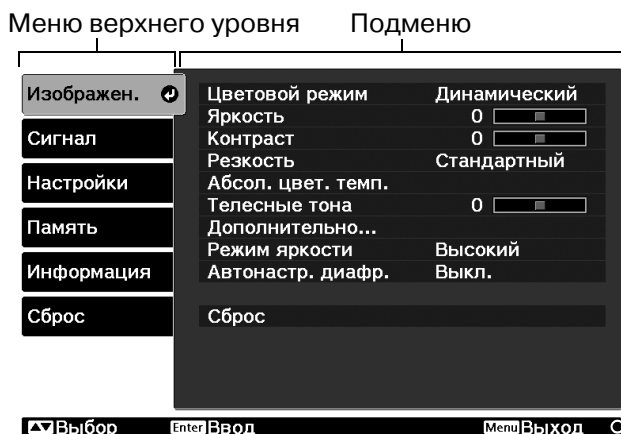 Меню верхнего уровня Подменю
Изображен.
Сигнал
Настройки
Память
Информация
Сброс
Цветовой режим Динамический
Яркость 0
Контраст 0
Резкость Стандартный
Абсол. цвет. темп.
Телесные тона 0
Дополнительно...
Режим яркости Высокий
Автонастр. диафр. Выкл.
Сброс
Выбор Enter Ввод Menu Выход